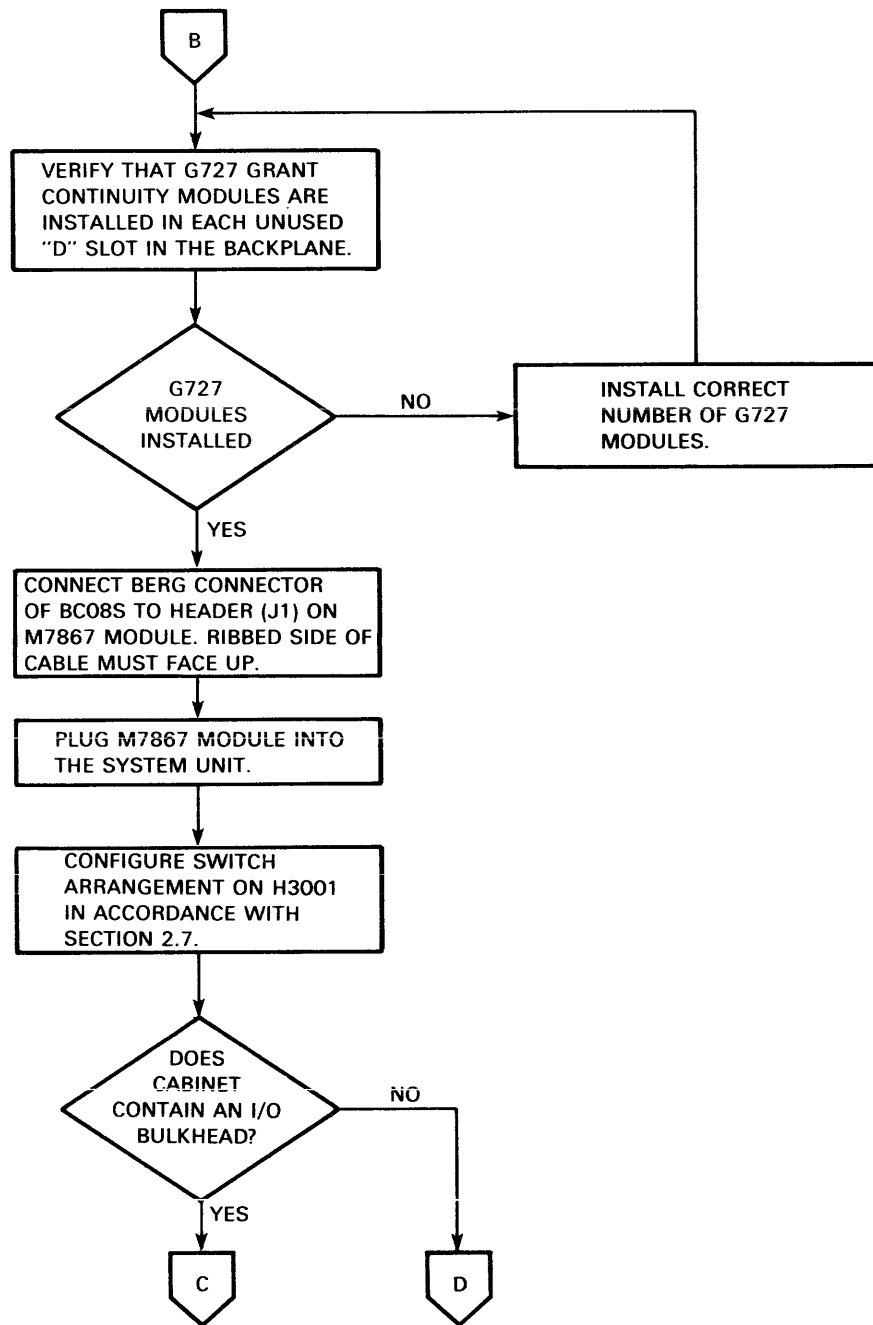 B
VERIFY THAT G727 GRANT
CONTINUITY MODULES ARE
INSTALLED IN EACH UNUSED
"D" SLOT IN THE BACKPLANE.
G727
MODULES
INSTALLED
NO
INSTALL CORRECT
NUMBER OF G727
MODULES.
YES
CONNECT BERG CONNECTOR
OF BC08S TO HEADER (J1) ON
M7867 MODULE. RIBBED SIDE OF
CABLE MUST FACE UP.
PLUG M7867 MODULE INTO
THE SYSTEM UNIT.
CONFIGURE SWITCH
ARRANGEMENT ON H3001
IN ACCORDANCE WITH
SECTION 2.7.
DOES
CABINET
CONTAIN AN I/O
BULKHEAD?
NO
YES
C
D